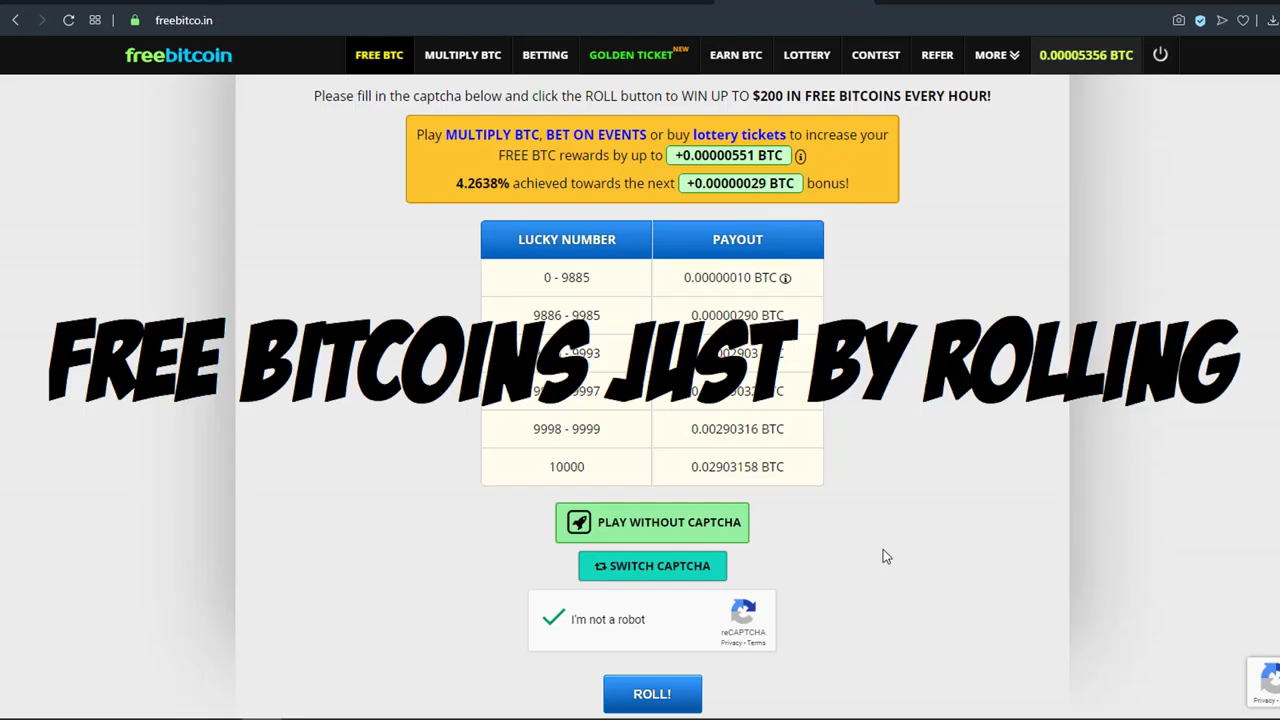 freebitco.in
freebitcoin
FREE BTC
MULTIPLY BTC
BETTING
GOLDEN TICKET NEW
EARN BTC
LOTTERY
CONTEST
REFER
MORE
0.00005356 BTC
Please fill in the captcha below and click the ROLL button to WIN UP TO $200 IN FREE BITCOINS EVERY HOUR!
Play MULTIPLY BTC, BET ON EVENTS or buy lottery tickets to increase your
FREE BTC rewards by up to +0.00000551 BTC
4.2638% achieved towards the next +0.00000029 BTC bonus!
LUCKY NUMBER PAYOUT
0 - 9885 0.00000010 BTC
9886 - 9985 0.00000290 BTC
FREE BITCOINS JUST BY ROLLING
9998 - 9999 0.00290316 BTC
10000 0.02903158 BTC
PLAY WITHOUT CAPTCHA
SWITCH CAPTCHA
I'm not a robot
reCAPTCHA
Privacy - Terms
ROLL!
Privacy -